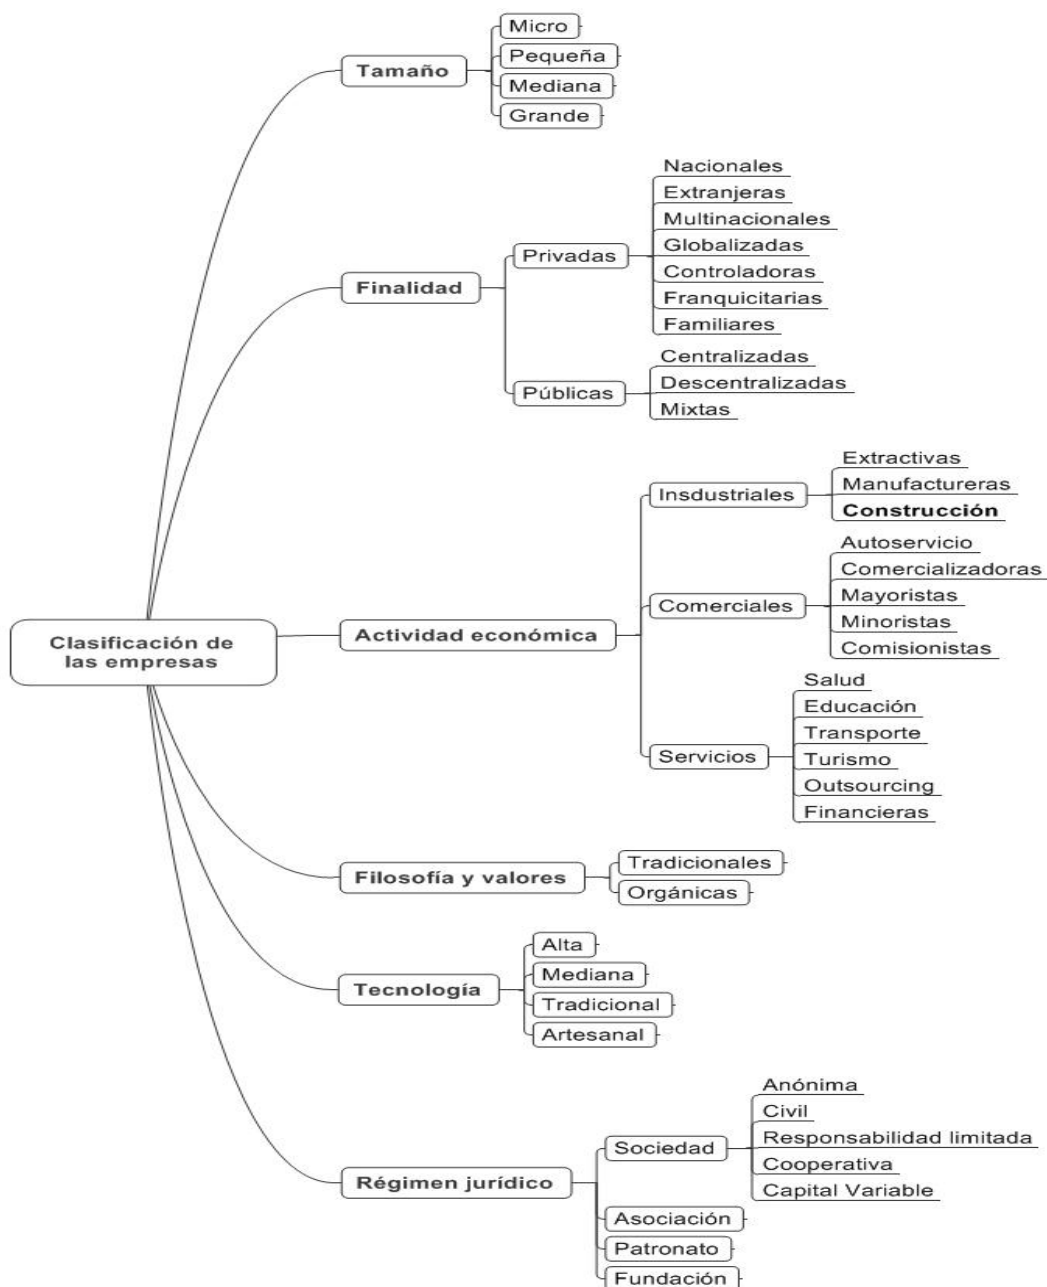 Clasificación de
las empresas
Tamaño
Micro
Pequeña
Mediana
Grande
Finalidad
Privadas
Nacionales
Extranjeras
Multinacionales
Globalizadas
Controladoras
Franquicitarias
Familiares
Públicas
Centralizadas
Descentralizadas
Mixtas
Actividad económica
Insdustriales
Extractivas
Manufactureras
Construcción
Comerciales
Autoservicio
Comercializadoras
Mayoristas
Minoristas
Comisionistas
Servicios
Salud
Educación
Transporte
Turismo
Outsourcing
Financieras
Filosofía y valores
Tradicionales
Orgánicas
Tecnología
Alta
Mediana
Tradicional
Artesanal
Régimen jurídico
Sociedad
Anónima
Civil
Responsabilidad limitada
Cooperativa
Capital Variable
Asociación
Patronato
Fundación